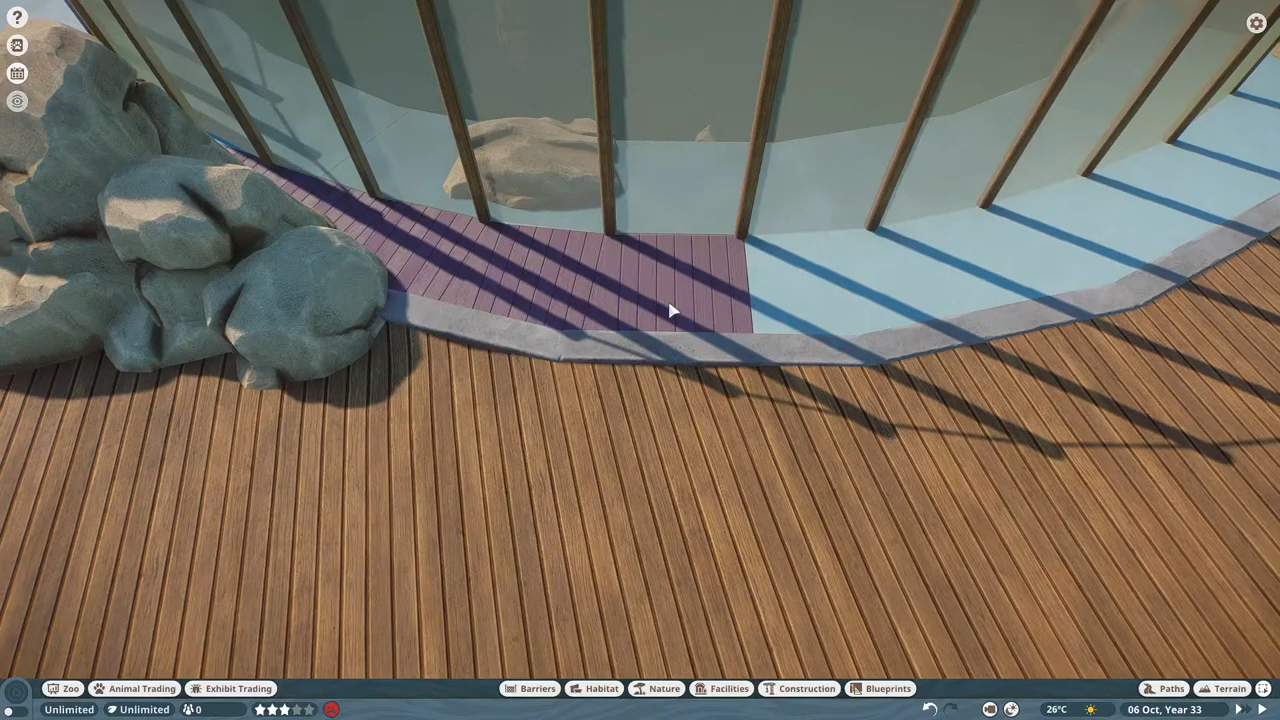 ?
Zoo Animal Trading Exhibit Trading Barriers Habitat Nature Facilities Construction Blueprints Paths Terrain
Unlimited Unlimited 0 26°C 06 Oct, Year 33